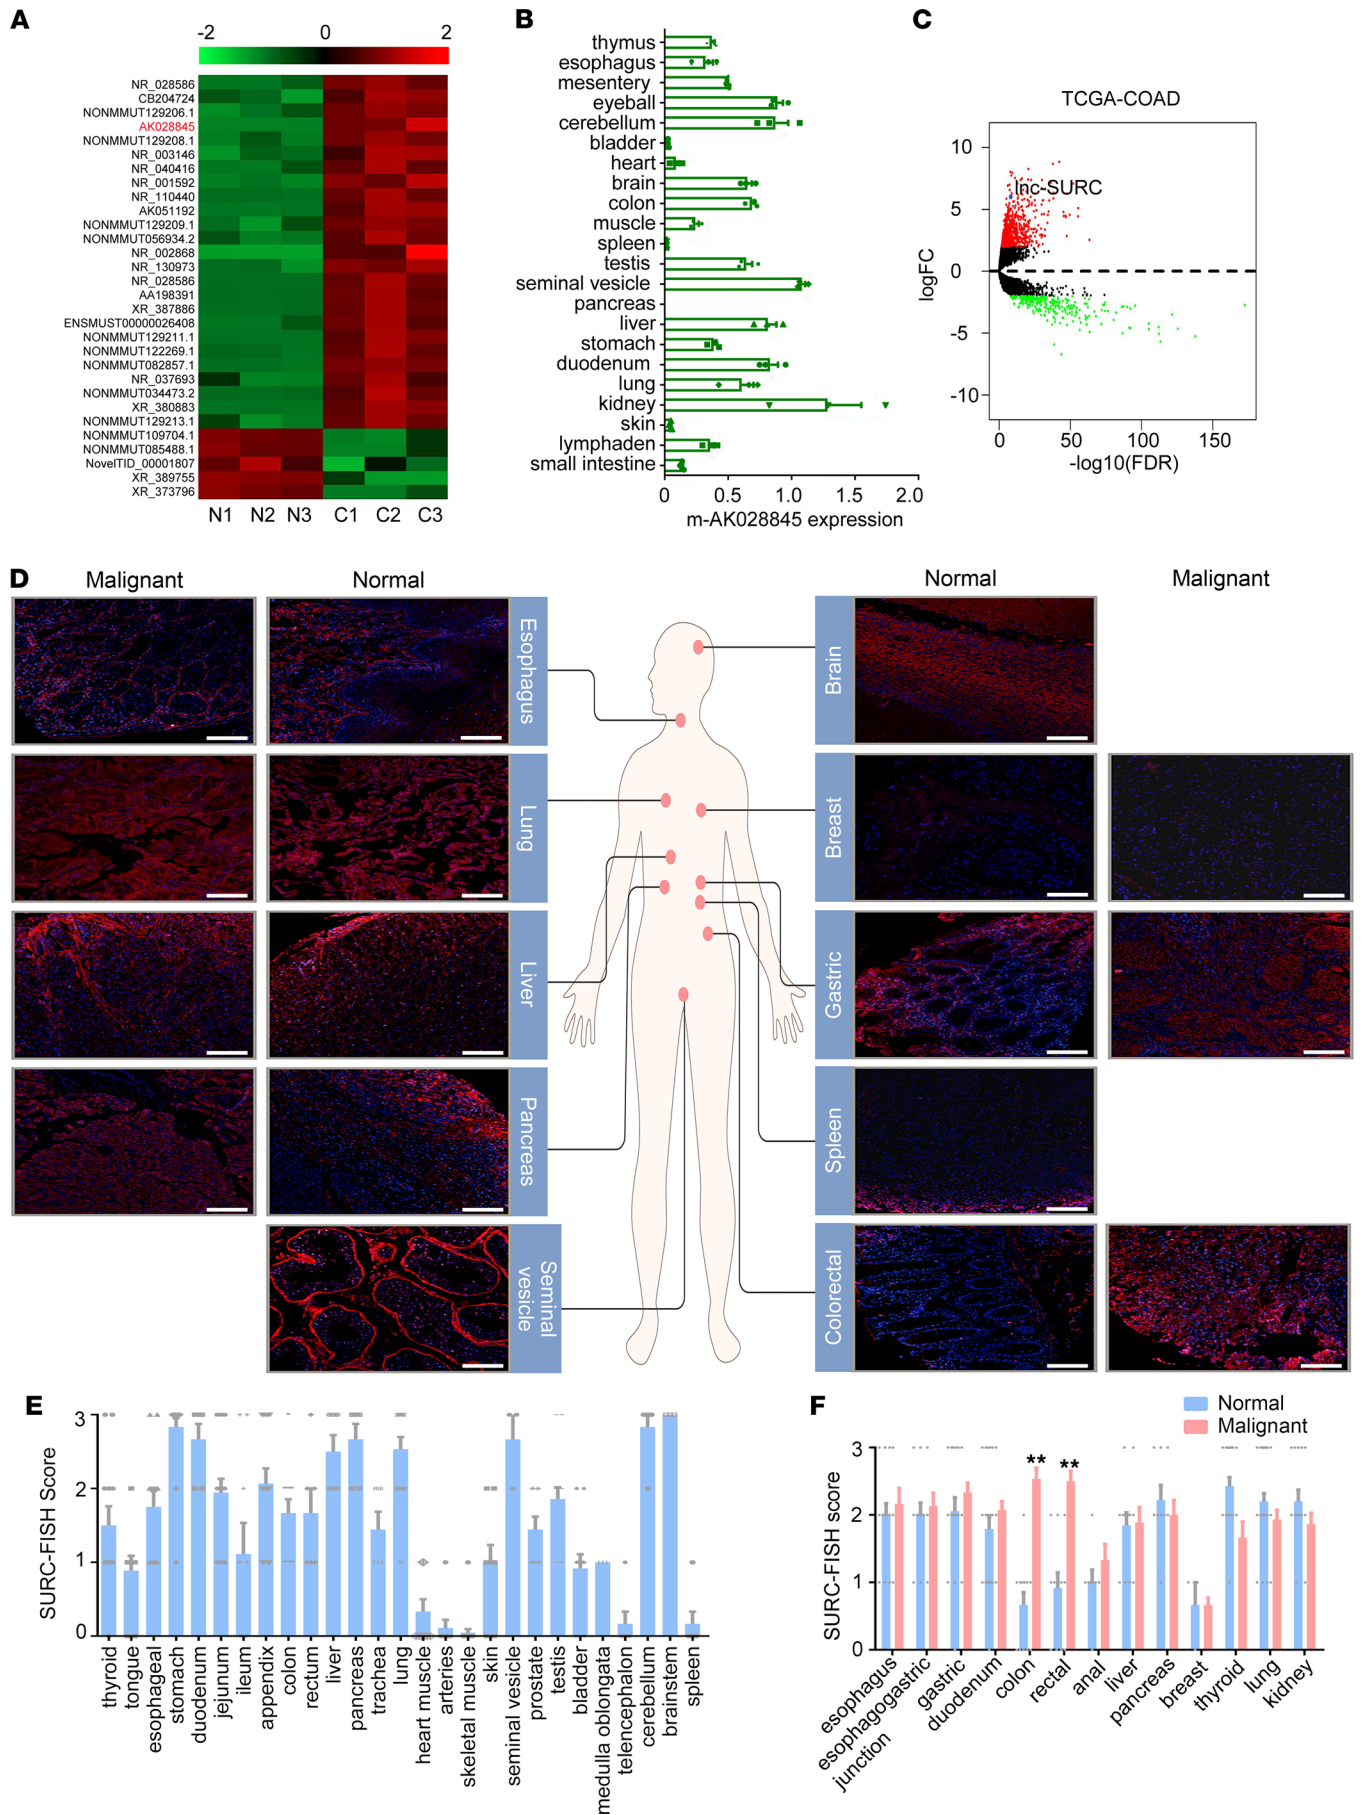 A
-2
0
2
NR_028586
CB204724
NONMMUT129206.1
AK028845
NONMMUT129208.1
NR_003146
NR_040416
NR_001592
NR_110440
AK051192
NONMMUT129209.1
NONMMUT056934.2
NR_002868
NR_130973
NR_028586
AA198391
XR_387886
ENSMUST00000026408
NONMMUT129211.1
NONMMUT122269.1
NONMMUT082857.1
NR_037693
NONMMUT034473.2
XR_380883
NONMMUT129213.1
NONMMUT109704.1
NONMMUT085488.1
NovelTID_00001807
XR_389755
XR_373796
N1 N2 N3 C1 C2 C3
B
thymus
esophagus
mesentery
eyeball
cerebellum
bladder
heart
brain
colon
muscle
spleen
testis
seminal vesicle
pancreas
liver
stomach
duodenum
lung
kidney
skin
lymphaden
small intestine
0 0.5 1.0 1.5 2.0
m-AK028845 expression
C
TCGA-COAD
lnc-SURC
logFC
10
5
0
-5
-10
0 50 100 150
-log10(FDR)
D
Malignant Normal Normal Malignant
Esophagus
Lung
Liver
Pancreas
Seminal
vesicle
Brain
Breast
Gastric
Spleen
Colorectal
E
SURC-FISH Score
3
2
1
0
thyroid
tongue
esophageal
stomach
duodenum
jejunum
ileum
appendix
colon
rectum
liver
pancreas
trachea
lung
heart muscle
arteries
skeletal muscle
skin
seminal vesicle
prostate
testis
bladder
medulla oblongata
telencephalon
cerebellum
brainstem
spleen
F
Normal
Malignant
SURC-FISH score
3
2
1
0
** **
esophagus
esophagogastric
junction
gastric
duodenum
colon
rectal
anal
liver
pancreas
breast
thyroid
lung
kidney